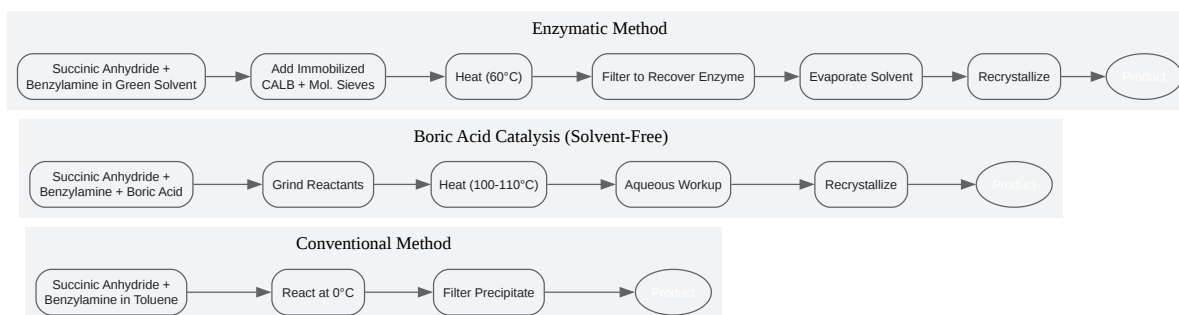 Enzymatic Method
Succinic Anhydride +
Benzylamine in Green Solvent
Add Immobilized
CALB + Mol. Sieves
Heat (60°C)
Filter to Recover Enzyme
Evaporate Solvent
Recrystallize
Product
Boric Acid Catalysis (Solvent-Free)
Succinic Anhydride +
Benzylamine + Boric Acid
Grind Reactants
Heat (100-110°C)
Aqueous Workup
Recrystallize
Product
Conventional Method
Succinic Anhydride +
Benzylamine in Toluene
React at 0°C
Filter Precipitate
Product